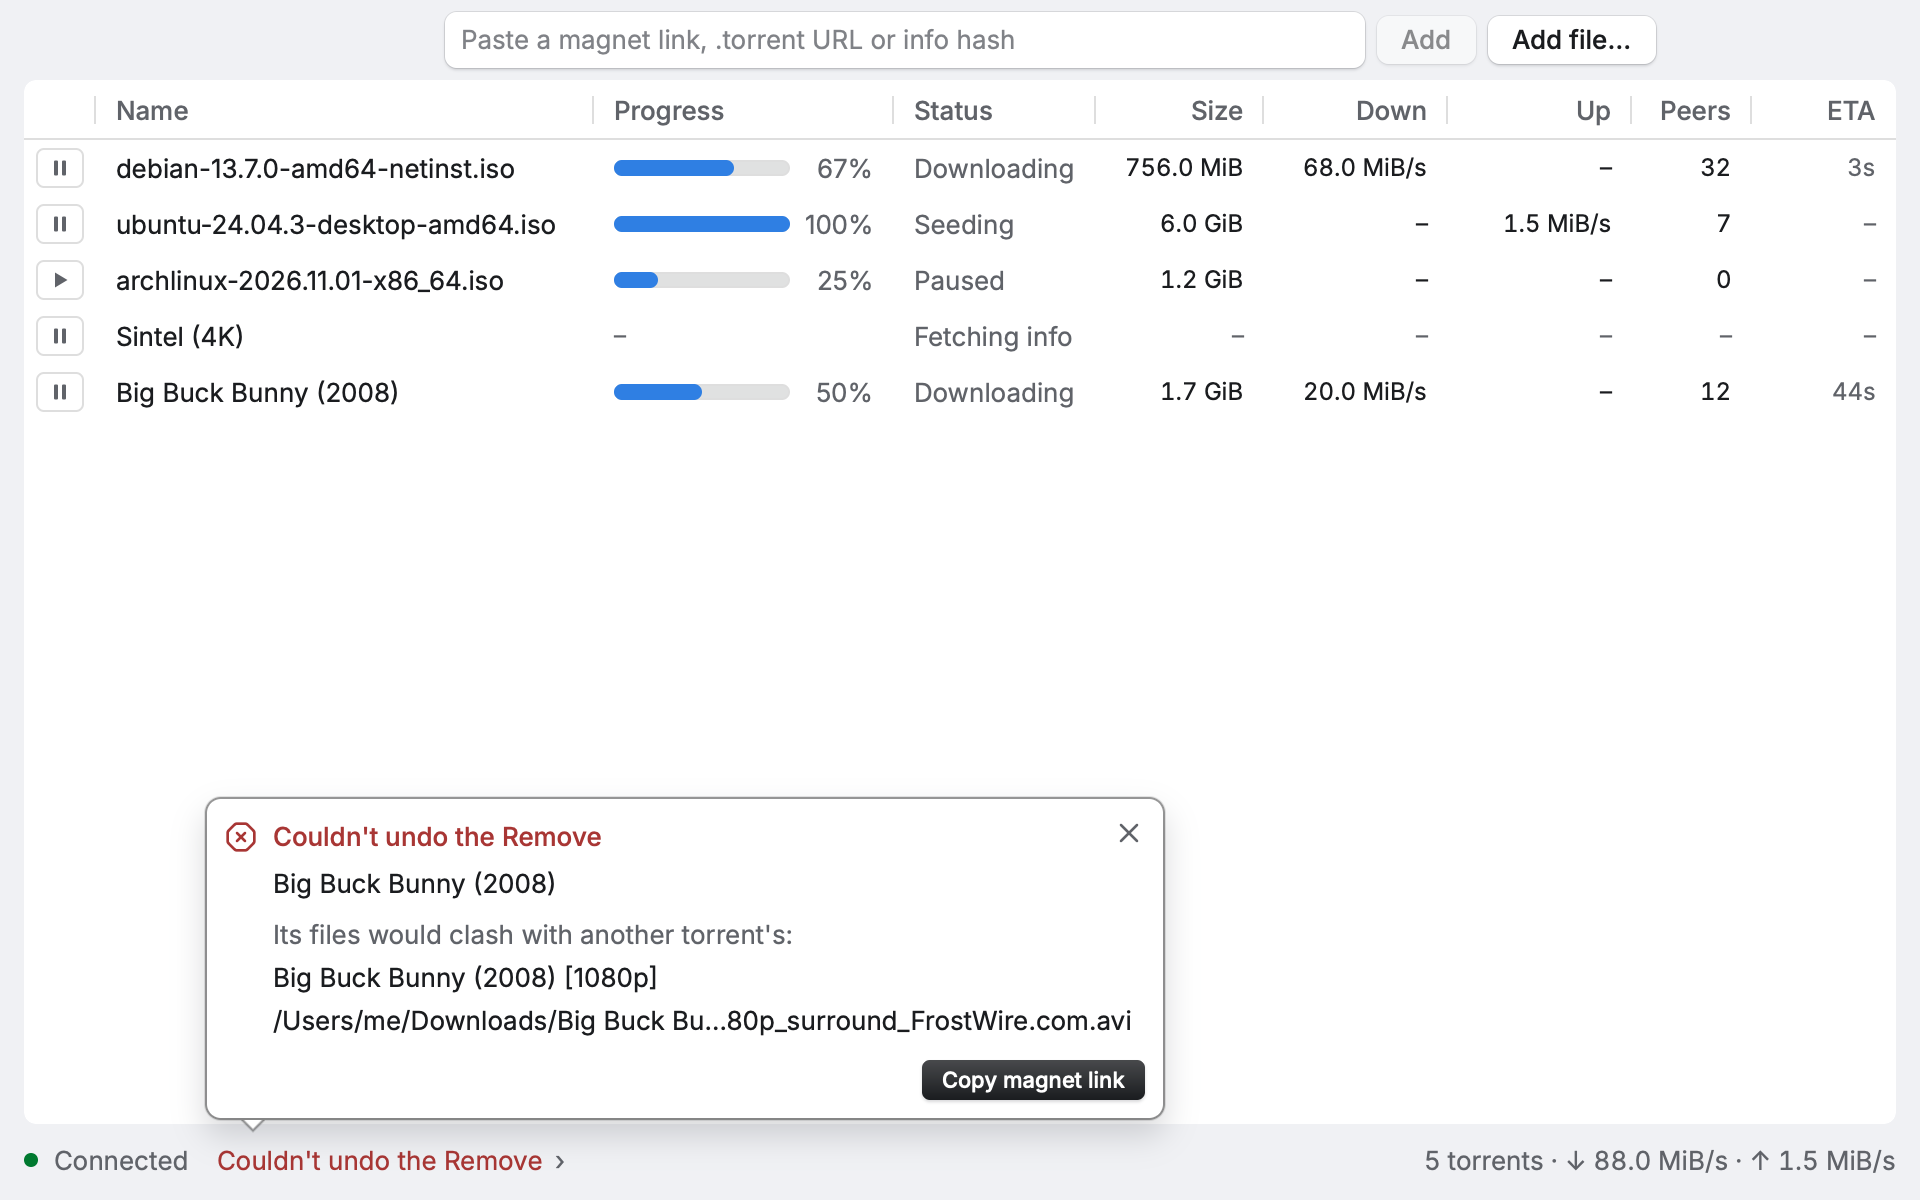 Paste a magnet link, .torrent URL or info hash
Add
Add file...
Name Progress Status Size Down Up Peers ETA
debian-13.7.0-amd64-netinst.iso 67% Downloading 756.0 MiB 68.0 MiB/s – 32 3s
ubuntu-24.04.3-desktop-amd64.iso 100% Seeding 6.0 GiB – 1.5 MiB/s 7 –
archlinux-2026.11.01-x86_64.iso 25% Paused 1.2 GiB – – 0 –
Sintel (4K) – Fetching info – – – – –
Big Buck Bunny (2008) 50% Downloading 1.7 GiB 20.0 MiB/s – 12 44s
Couldn't undo the Remove
Big Buck Bunny (2008)
Its files would clash with another torrent's:
Big Buck Bunny (2008) [1080p]
/Users/me/Downloads/Big Buck Bu...80p_surround_FrostWire.com.avi
Copy magnet link
Connected Couldn't undo the Remove ›
5 torrents · ↓ 88.0 MiB/s · ↑ 1.5 MiB/s